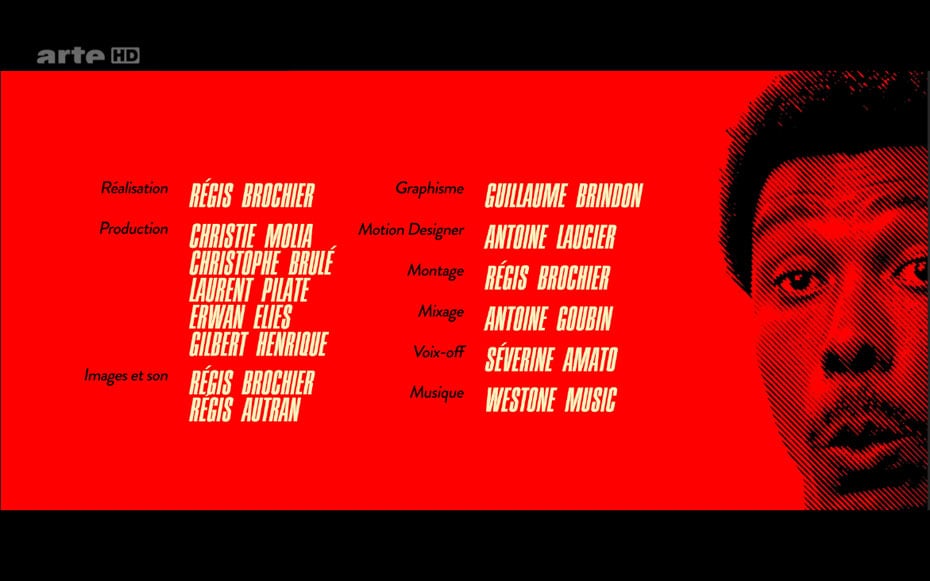 arte HD
Réalisation RÉGIS BROCHIER
Production CHRISTIE MOLIA
CHRISTOPHE BRULÉ
LAURENT PILATE
ERWAN ELIES
GILBERT HENRIQUE
Images et son RÉGIS BROCHIER
RÉGIS AUTRAN
Graphisme GUILLAUME BRINDON
Motion Designer ANTOINE LAUGIER
Montage RÉGIS BROCHIER
Mixage ANTOINE GOUBIN
Voix-off SÉVERINE AMATO
Musique WESTONE MUSIC